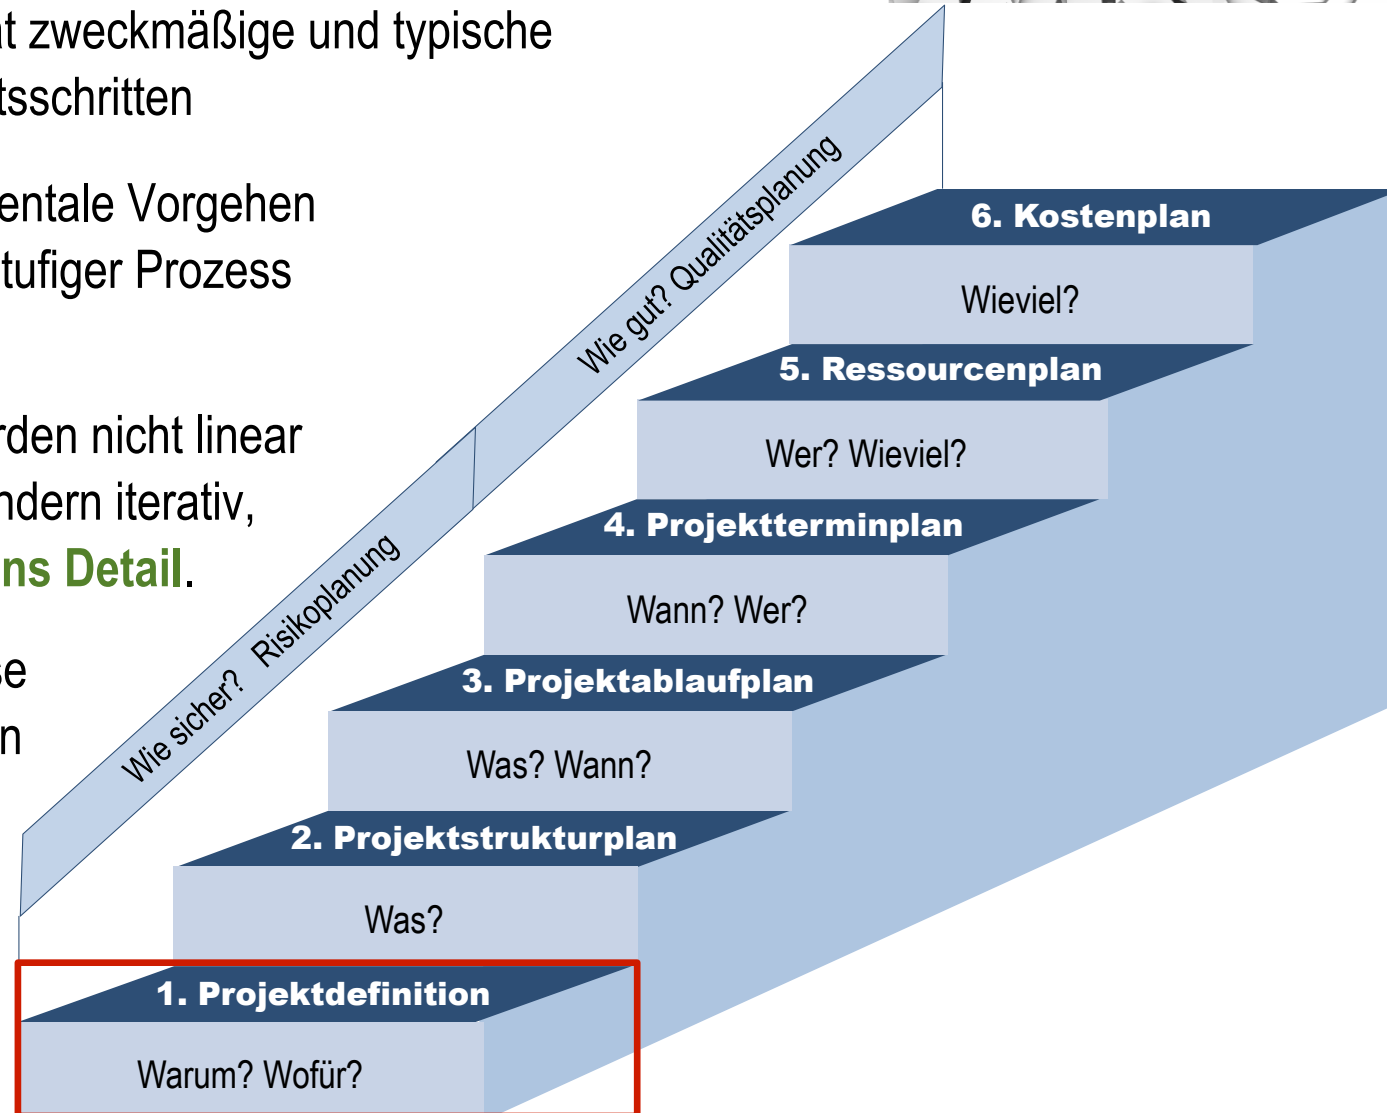 at zweckmäßige und typische
tsschritten
entale Vorgehen
tufiger Prozess
rden nicht linear
ndern iterativ,
ns Detail.
se
n
Wie sicher? Risikoplanung
Wie gut? Qualitätsplanung
6. Kostenplan
Wieviel?
5. Ressourcenplan
Wer? Wieviel?
4. Projektterminplan
Wann? Wer?
3. Projektablaufplan
Was? Wann?
2. Projektstrukturplan
Was?
1. Projektdefinition
Warum? Wofür?